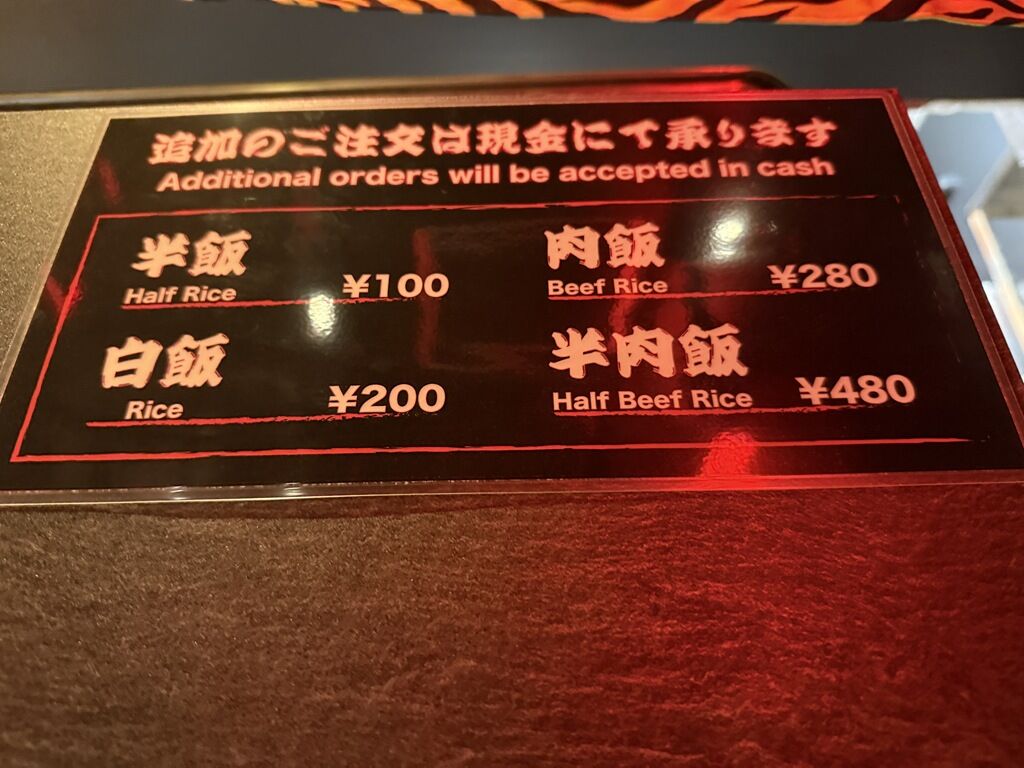 追加のご注文は現金にて承ります
Additional orders will be accepted in cash
半飯
Half Rice ¥100
白飯
Rice ¥200
肉飯
Beef Rice ¥280
半肉飯
Half Beef Rice ¥480